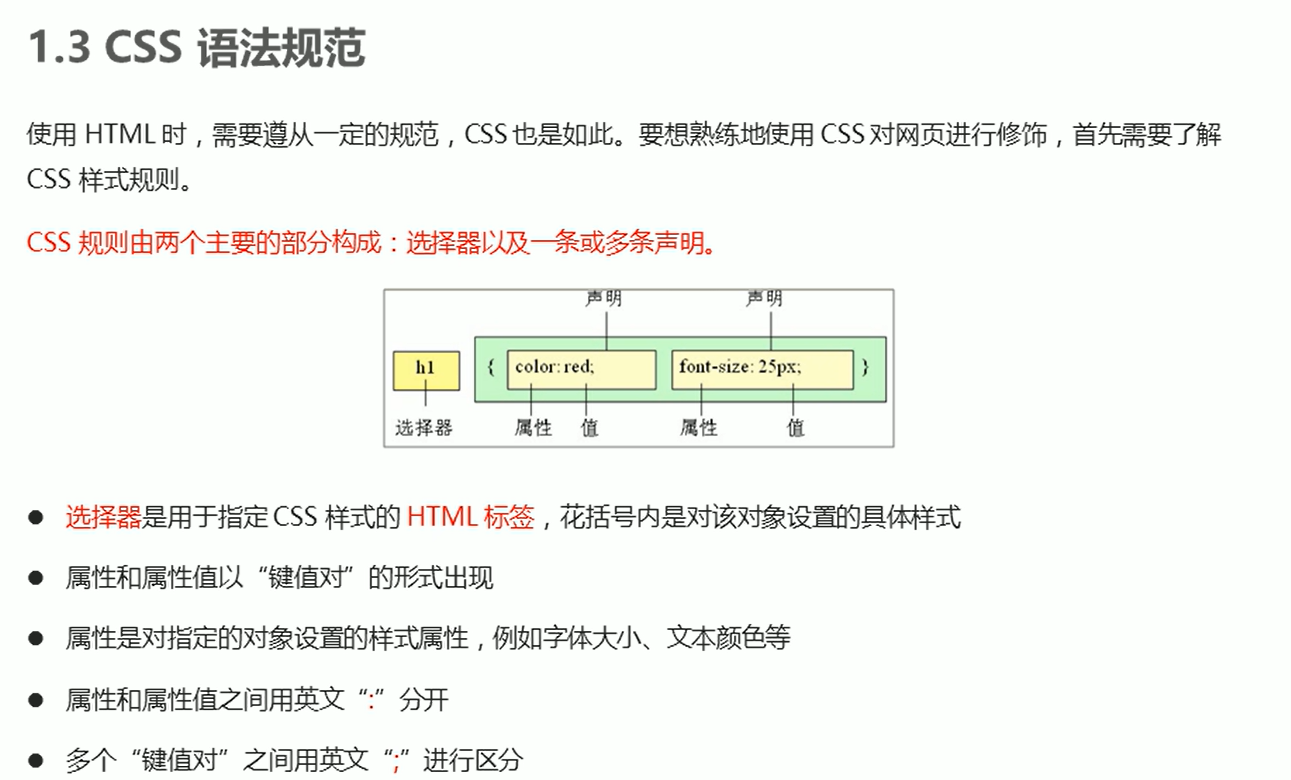 1.3 CSS 语法规范
使用 HTML 时，需要遵从一定的规范，CSS 也是如此。要想熟练地使用 CSS 对网页进行修饰，首先需要了解
CSS 样式规则。
CSS 规则由两个主要的部分构成：选择器以及一条或多条声明。
声明 声明
h1 { color: red; font-size: 25px; }
选择器 属性 值 属性 值
● 选择器是用于指定 CSS 样式的 HTML 标签，花括号内是对该对象设置的具体样式
● 属性和属性值以“键值对”的形式出现
● 属性是对指定的对象设置的样式属性，例如字体大小、文本颜色等
● 属性和属性值之间用英文“:”分开
● 多个“键值对”之间用英文“;”进行区分